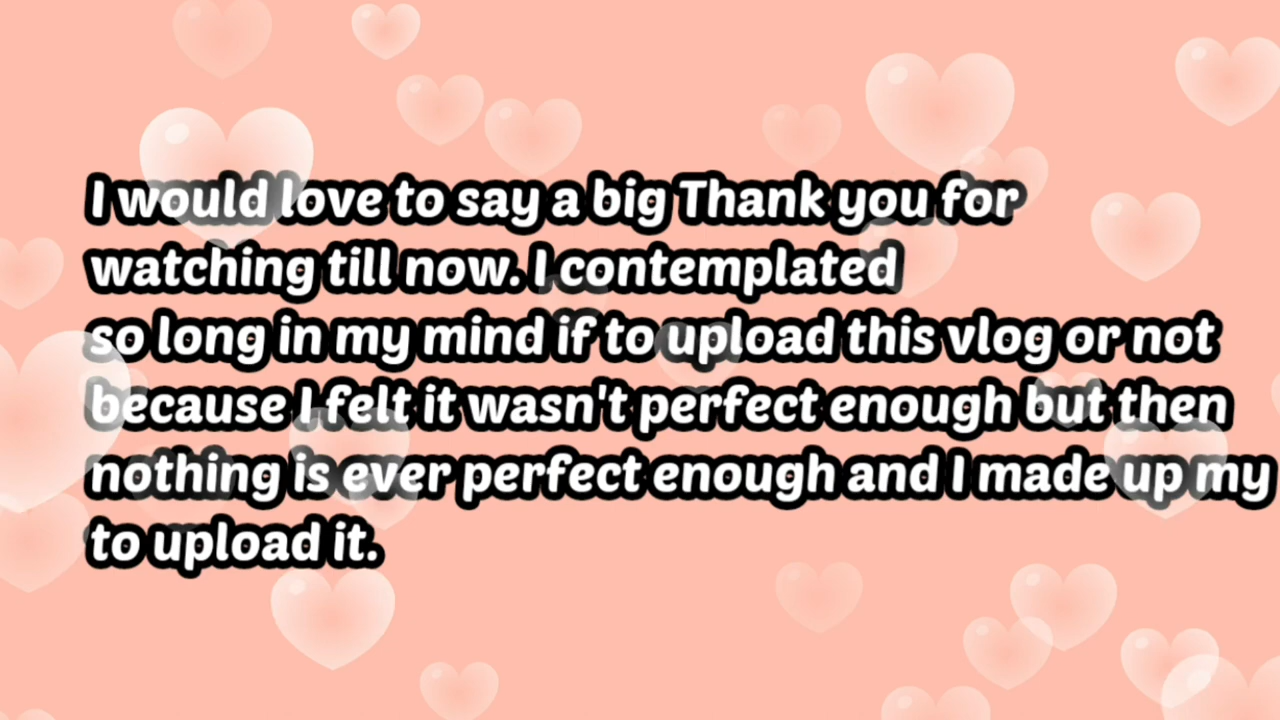 I would love to say a big Thank you for
watching till now. I contemplated
so long in my mind if to upload this vlog or not
because I felt it wasn't perfect enough but then
nothing is ever perfect enough and I made up my
to upload it.